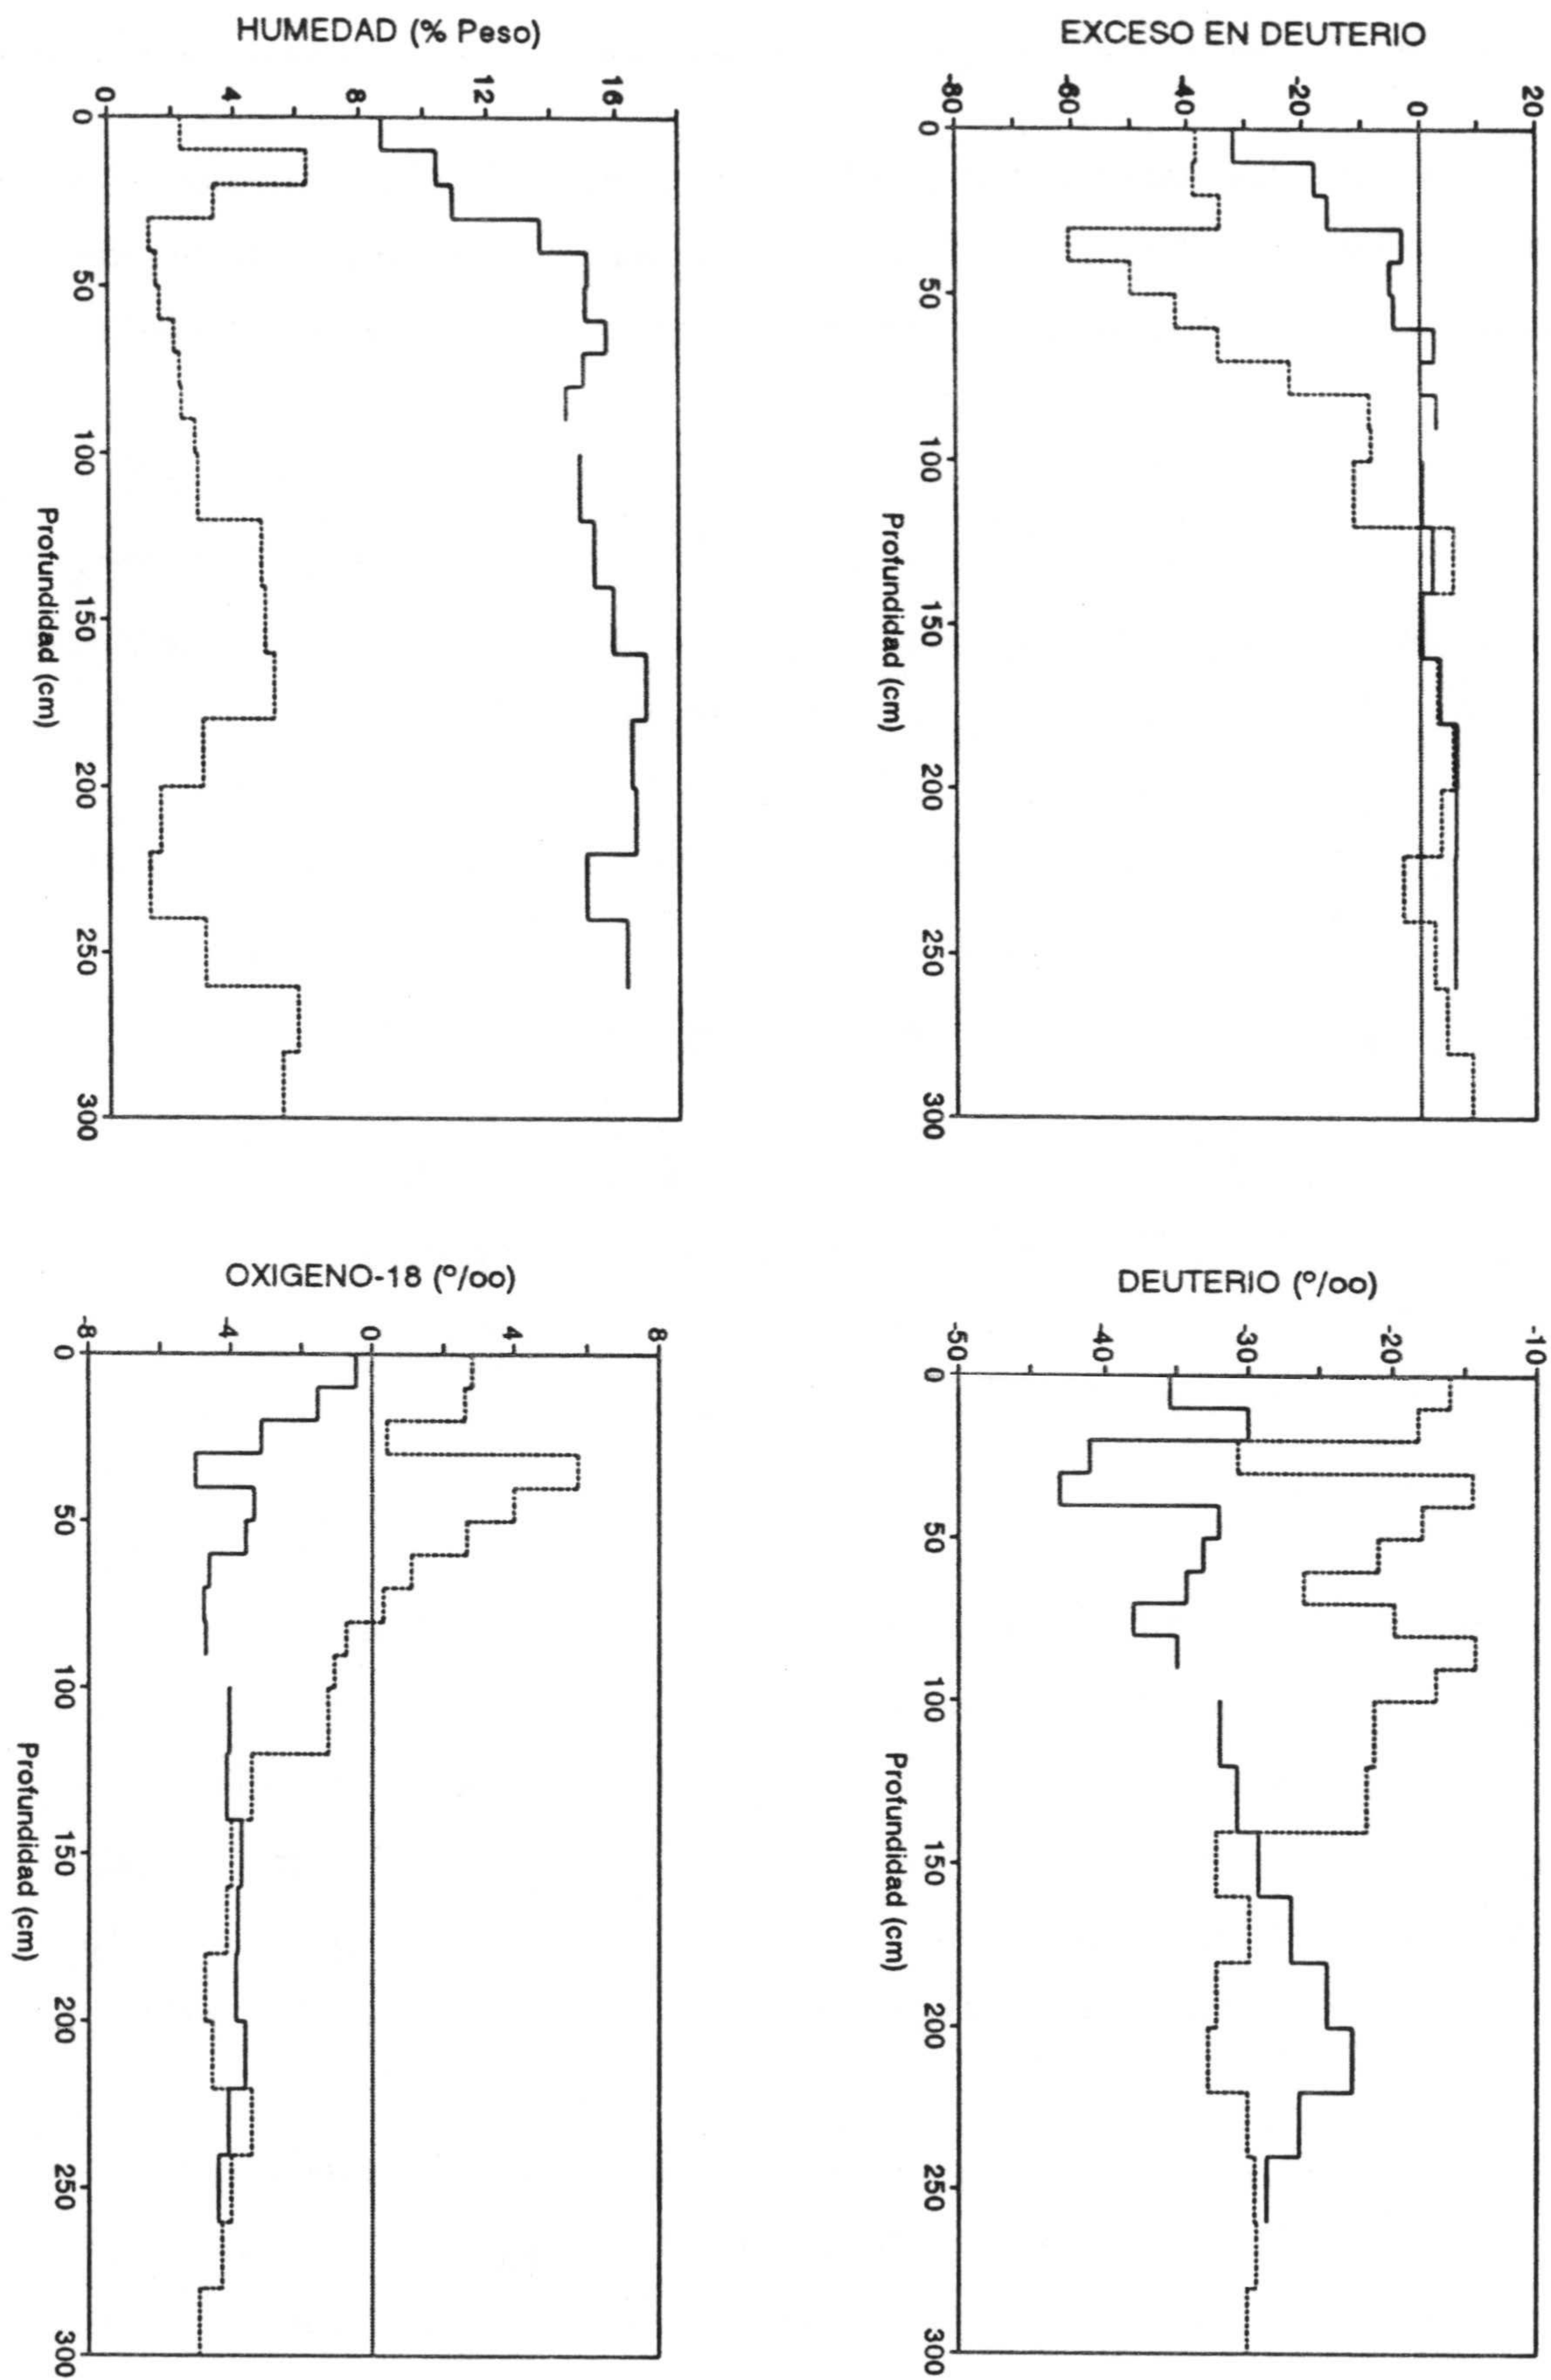 HUMEDAD (% Peso)
0 4 8 12 16
0 50 100 150 200 250 300
Profundidad (cm)
EXCESO EN DEUTERIO
-80 -60 -40 -20 0 20
0 50 100 150 200 250 300
Profundidad (cm)
OXIGENO-18 (º/oo)
-8 -4 0 4 8
0 50 100 150 200 250 300
Profundidad (cm)
DEUTERIO (º/oo)
-50 -40 -30 -20 -10
0 50 100 150 200 250 300
Profundidad (cm)